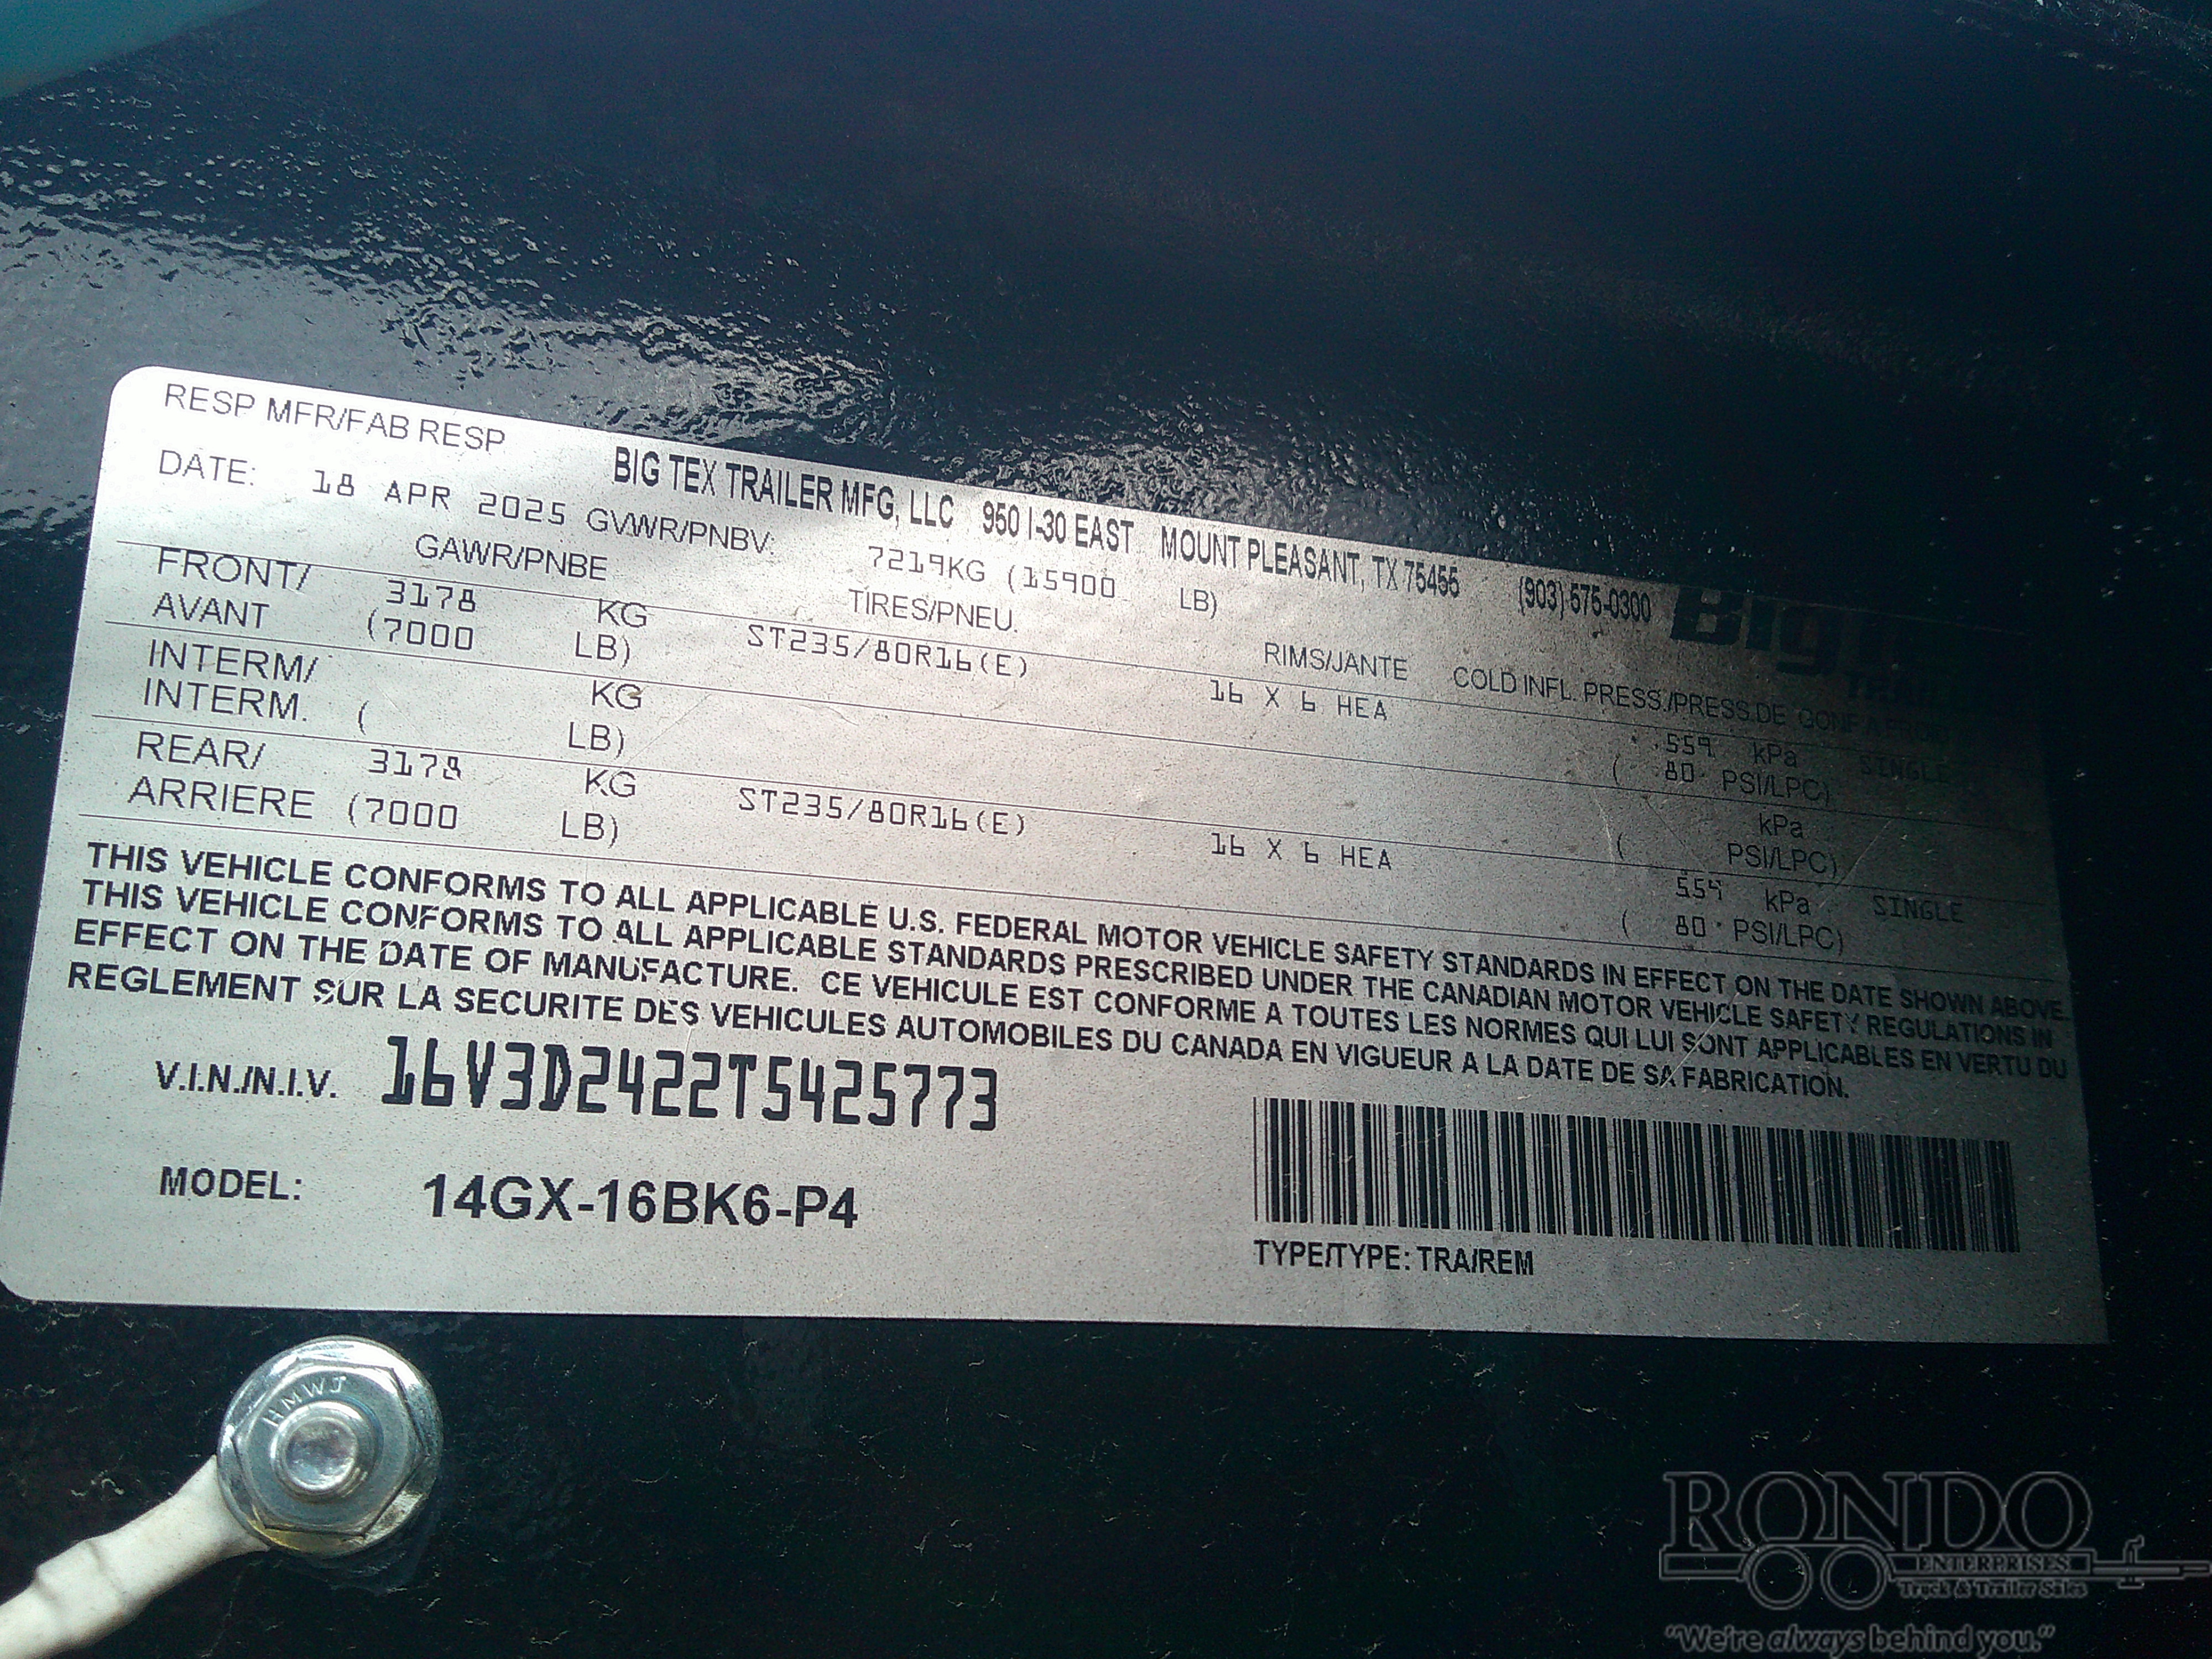 RESP MFR/FAB RESP BIG TEX TRAILER MFG, LLC 950 I-30 EAST MOUNT PLEASANT, TX 75455 (903) 575-0300
DATE: 18 APR 2025 GVWR/PNBV: 7219KG (15900 LB)
GAWR/PNBE TIRES/PNEU. RIMS/JANTE COLD INFL. PRESS./PRESS.DE GONF A FROID
FRONT/ 3178 KG ST235/80R16(E) 16 X 6 HEA 559 kPa SINGLE
AVANT (7000 LB) ( 80 PSI/LPC)
INTERM/ KG kPa
INTERM. ( LB) ( PSI/LPC)
REAR/ 3178 KG ST235/80R16(E) 16 X 6 HEA 559 kPa SINGLE
ARRIERE (7000 LB) ( 80 PSI/LPC)
THIS VEHICLE CONFORMS TO ALL APPLICABLE U.S. FEDERAL MOTOR VEHICLE SAFETY STANDARDS IN EFFECT ON THE DATE SHOWN ABOVE.
THIS VEHICLE CONFORMS TO ALL APPLICABLE STANDARDS PRESCRIBED UNDER THE CANADIAN MOTOR VEHICLE SAFETY REGULATIONS IN
EFFECT ON THE DATE OF MANUFACTURE. CE VEHICULE EST CONFORME A TOUTES LES NORMES QUI LUI SONT APPLICABLES EN VERTU DU
REGLEMENT SUR LA SECURITE DES VEHICULES AUTOMOBILES DU CANADA EN VIGUEUR A LA DATE DE SA FABRICATION.
V.I.N./N.I.V. 16V3D2422T5425773
MODEL: 14GX-16BK6-P4
TYPE/TYPE: TRA/REM
HMWJ
RONDO
ENTERPRISES
Truck & Trailer Sales
"We're always behind you."